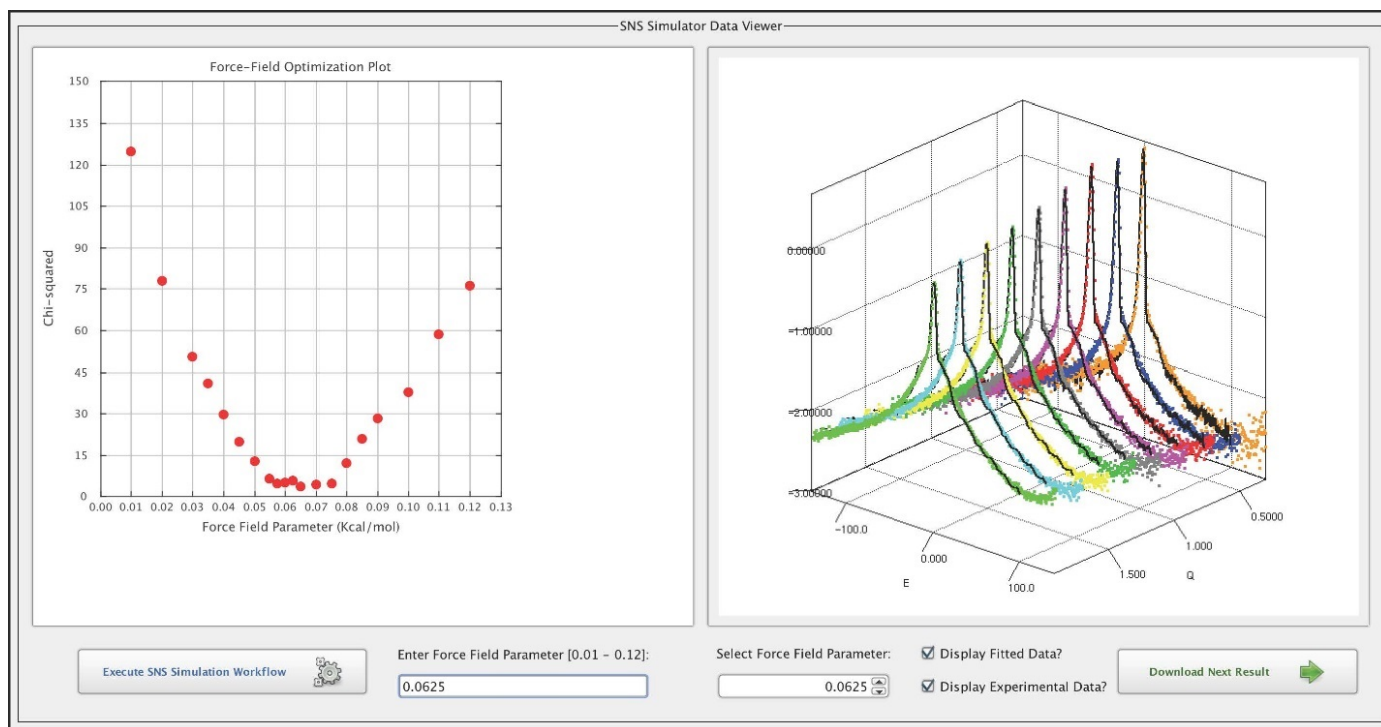 SNS Simulator Data Viewer
Force-Field Optimization Plot
150
135
120
105
90
75
60
45
30
15
0
Chi-squared
0.00 0.01 0.02 0.03 0.04 0.05 0.06 0.07 0.08 0.09 0.10 0.11 0.12 0.13
Force Field Parameter (Kcal/mol)
0.00000
-1.00000
-2.00000
-3.00000
-100.0
0.000
100.0
E
0.5000
1.000
1.500
Q
Execute SNS Simulation Workflow
Enter Force Field Parameter [0.01 - 0.12]:
0.0625
Select Force Field Parameter:
0.0625
Display Fitted Data?
Display Experimental Data?
Download Next Result